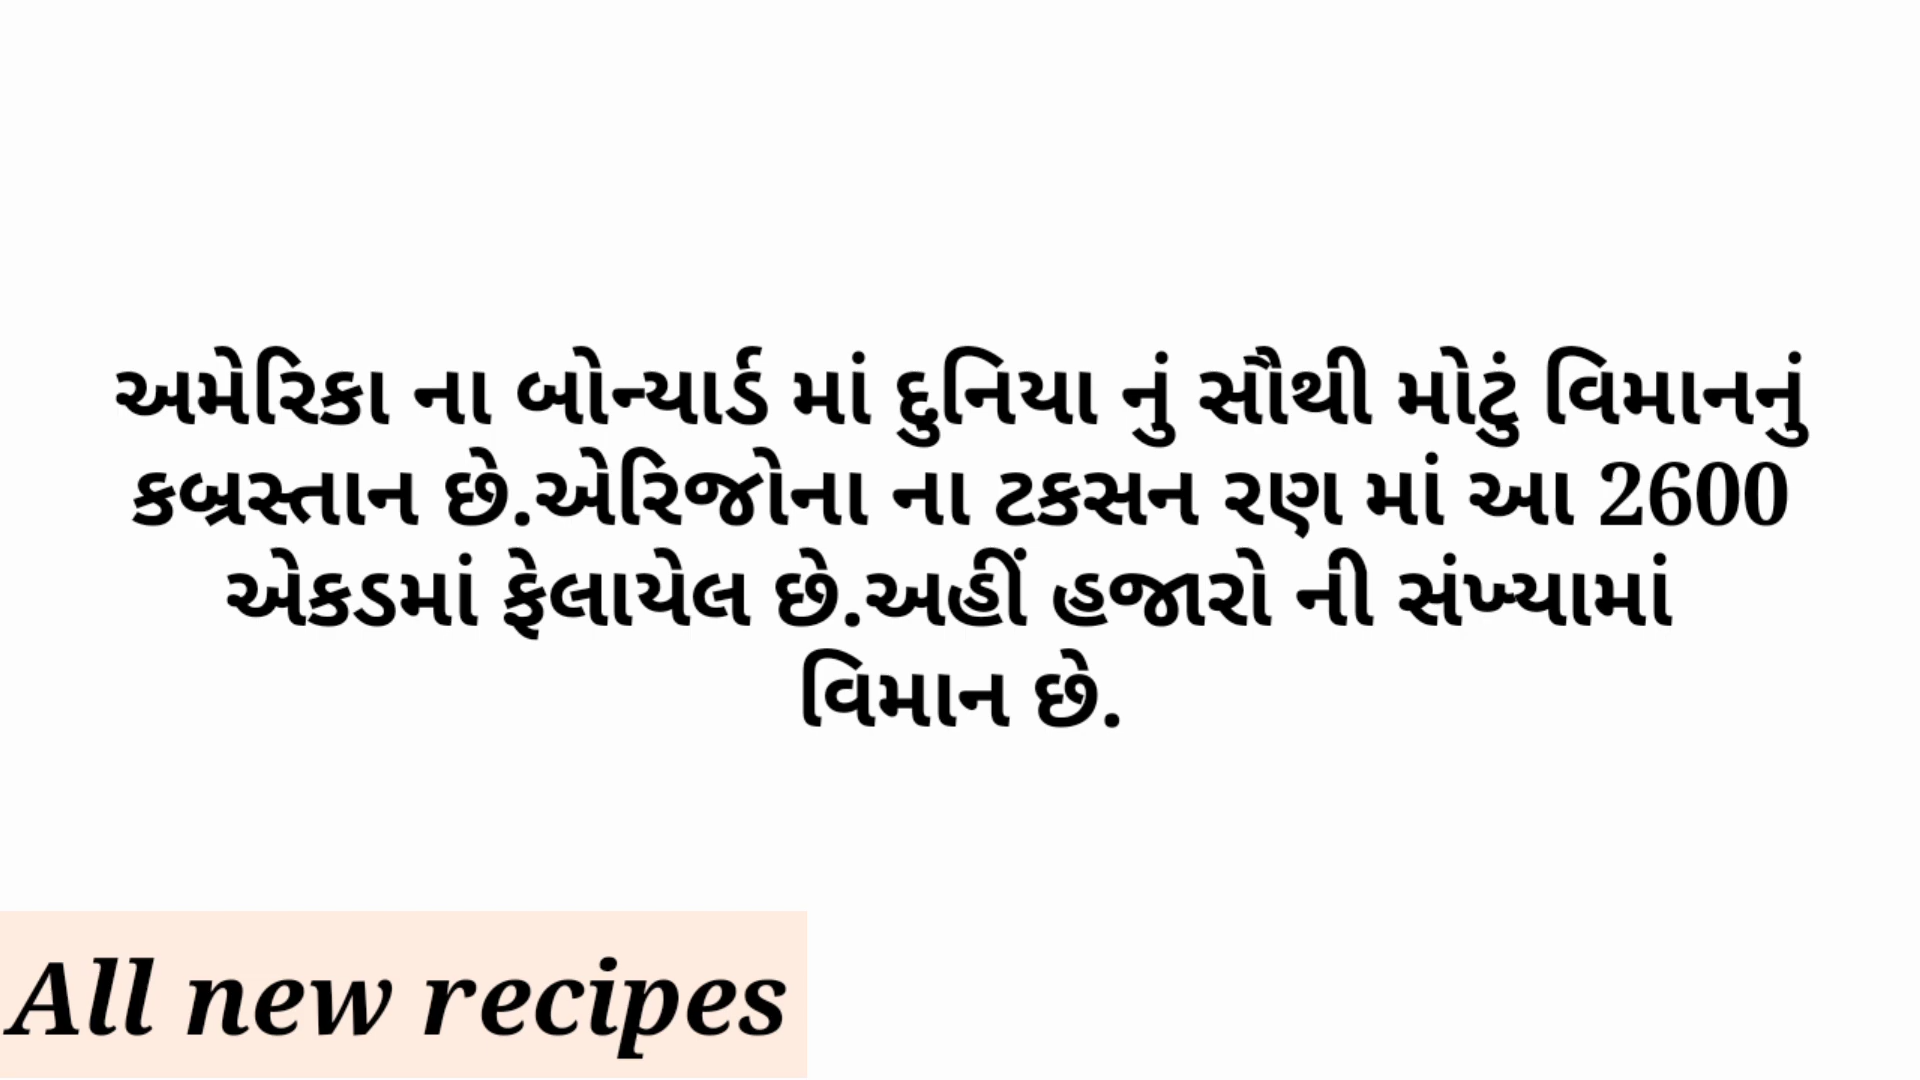 અમેરિકા ના બોન્યાર્ડ માં દુનિયા નું સૌથી મોટું વિમાનનું
કબ્રસ્તાન છે.એરિજોના ના ટકસન રણ માં આ 2600
એકડમાં ફેલાયેલ છે.અહીં હજારો ની સંખ્યામાં
વિમાન છે.
All new recipes